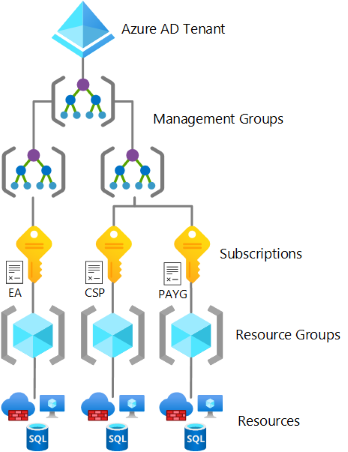 Azure AD Tenant
Management Groups
Subscriptions
EA
CSP
PAYG
Resource Groups
Resources
SQL
SQL
SQL